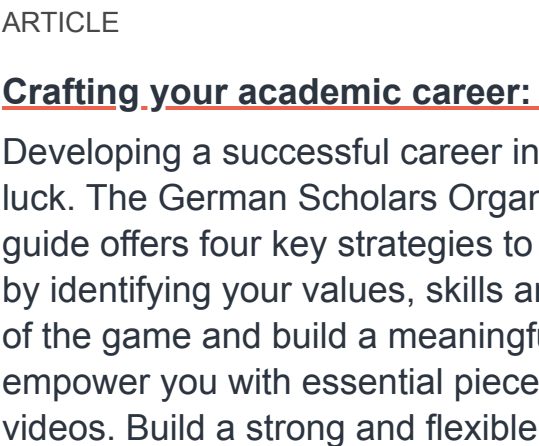 ARTICLE
Crafting your academic career:
Developing a successful career in
luck. The German Scholars Organ
guide offers four key strategies to
by identifying your values, skills a
of the game and build a meaningf
empower you with essential piece
videos. Build a strong and flexible